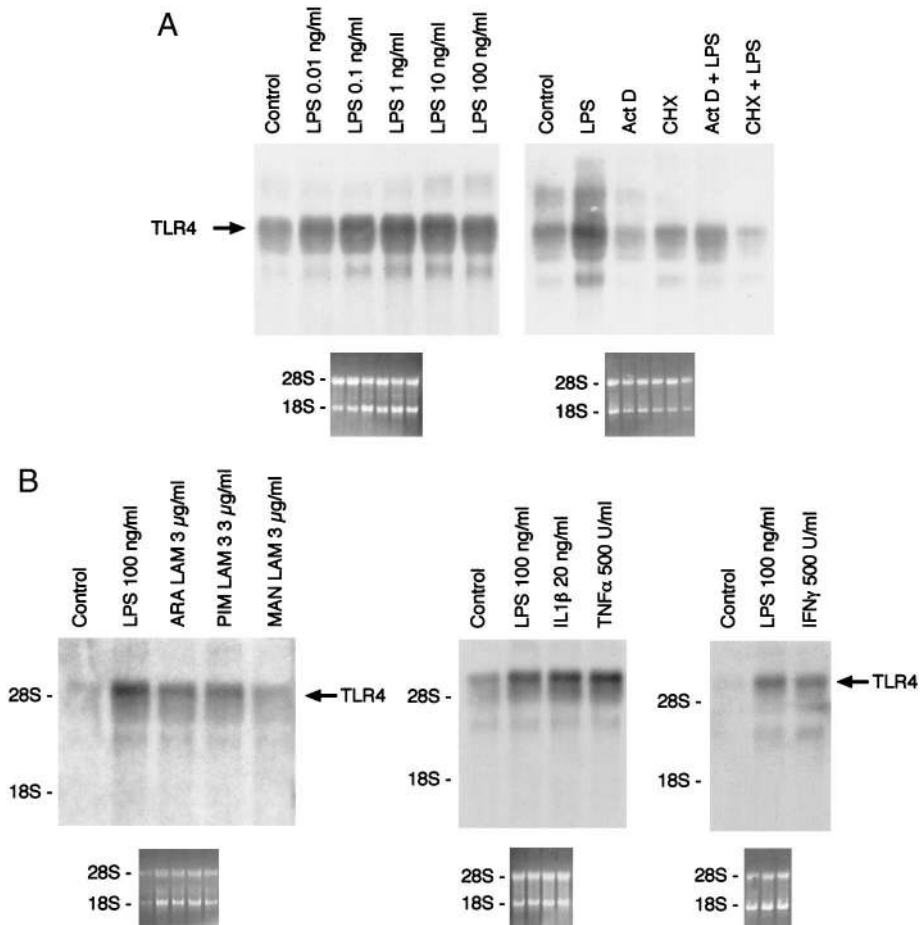 A
Control
LPS 0.01 ng/ml
LPS 0.1 ng/ml
LPS 1 ng/ml
LPS 10 ng/ml
LPS 100 ng/ml
Control
LPS
Act D
CHX
Act D + LPS
CHX + LPS
TLR4
28S -
18S -
28S -
18S -
B
Control
LPS 100 ng/ml
ARA LAM 3 µg/ml
PIM LAM 3 3 µg/ml
MAN LAM 3 µg/ml
Control
LPS 100 ng/ml
IL1β 20 ng/ml
TNFα 500 U/ml
Control
LPS 100 ng/ml
IFNγ 500 U/ml
28S -
TLR4
18S -
28S -
18S -
28S -
TLR4
18S -
28S -
18S -
28S -
18S -
28S -
18S -